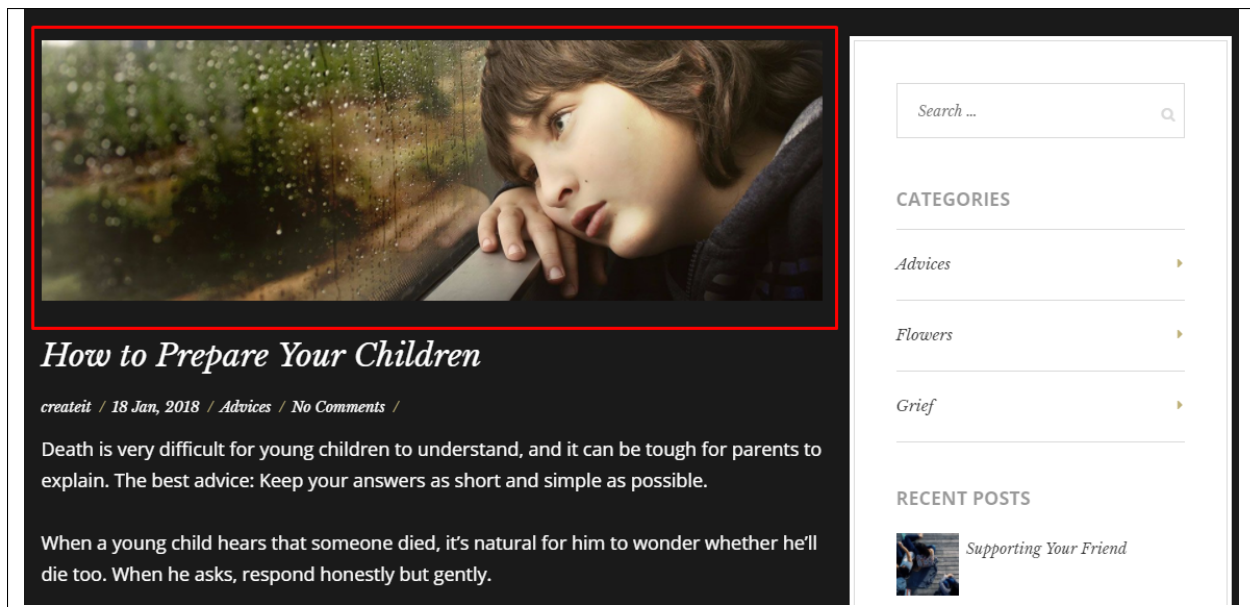 How to Prepare Your Children
createit / 18 Jan, 2018 / Advices / No Comments /
Death is very difficult for young children to understand, and it can be tough for parents to
explain. The best advice: Keep your answers as short and simple as possible.
When a young child hears that someone died, it’s natural for him to wonder whether he’ll
die too. When he asks, respond honestly but gently.
Search ...
CATEGORIES
Advices
Flowers
Grief
RECENT POSTS
Supporting Your Friend